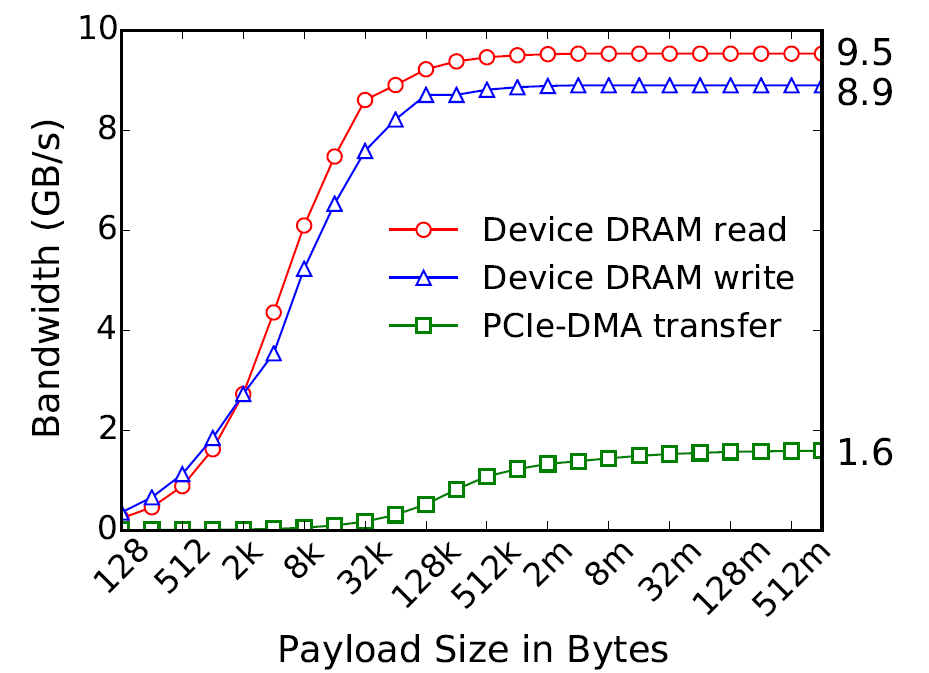 10
8
6
4
2
0
Bandwidth (GB/s)
9.5
8.9
1.6
Device DRAM read
Device DRAM write
PCIe-DMA transfer
128 512 2k 8k 32k 128k 512k 2m 8m 32m 128m 512m
Payload Size in Bytes